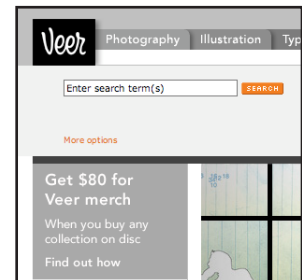 Veer Photography Illustration Typ
Enter search term(s) SEARCH
More options
Get $80 for
Veer merch
When you buy any
collection on disc
Find out how